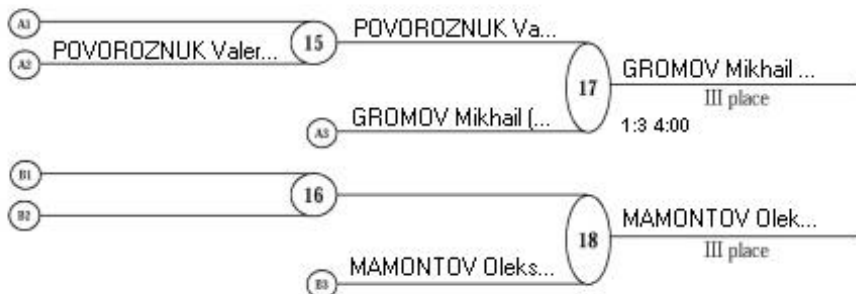 A1
POVOROZNUK Va...
15
A2
POVOROZNUK Valer...
GROMOV Mikhail ...
17
III place
GROMOV Mikhail (...
A3
1:3 4:00
B1
16
B2
MAMONTOV Olek...
18
III place
MAMONTOV Oleks...
B3